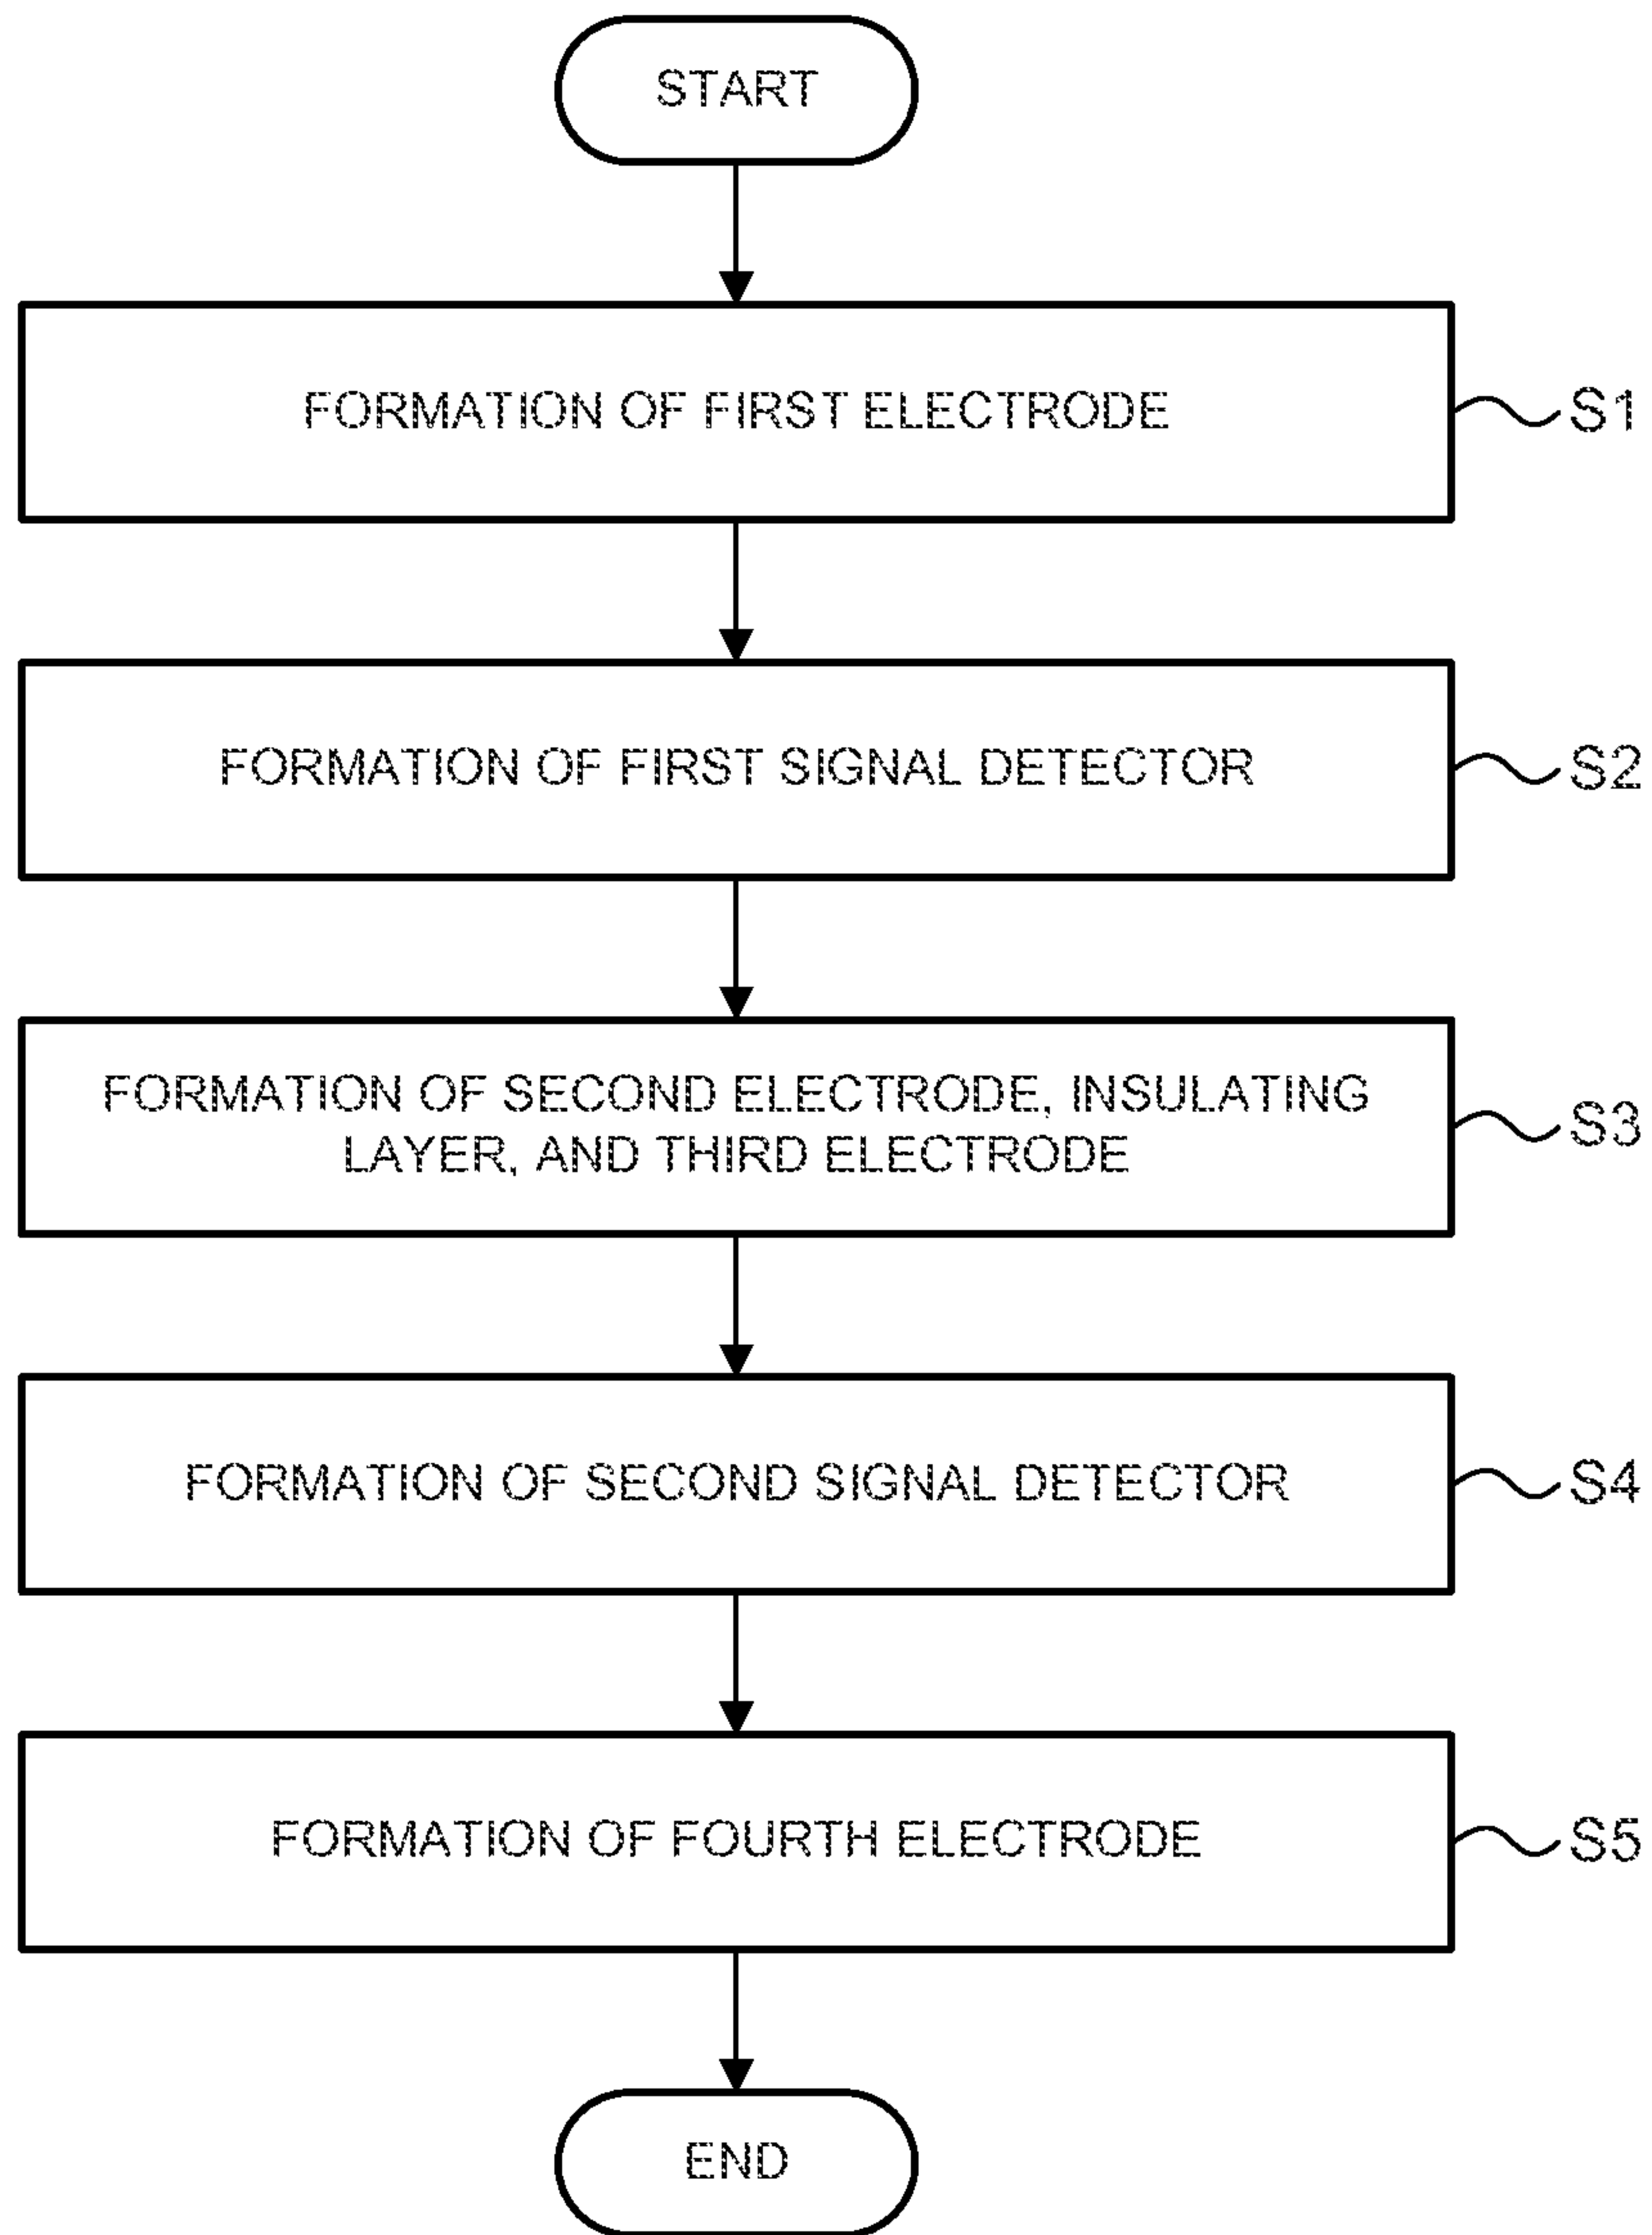 START
FORMATION OF FIRST ELECTRODE
S1
FORMATION OF FIRST SIGNAL DETECTOR
S2
FORMATION OF SECOND ELECTRODE, INSULATING
LAYER, AND THIRD ELECTRODE
S3
FORMATION OF SECOND SIGNAL DETECTOR
S4
FORMATION OF FOURTH ELECTRODE
S5
END